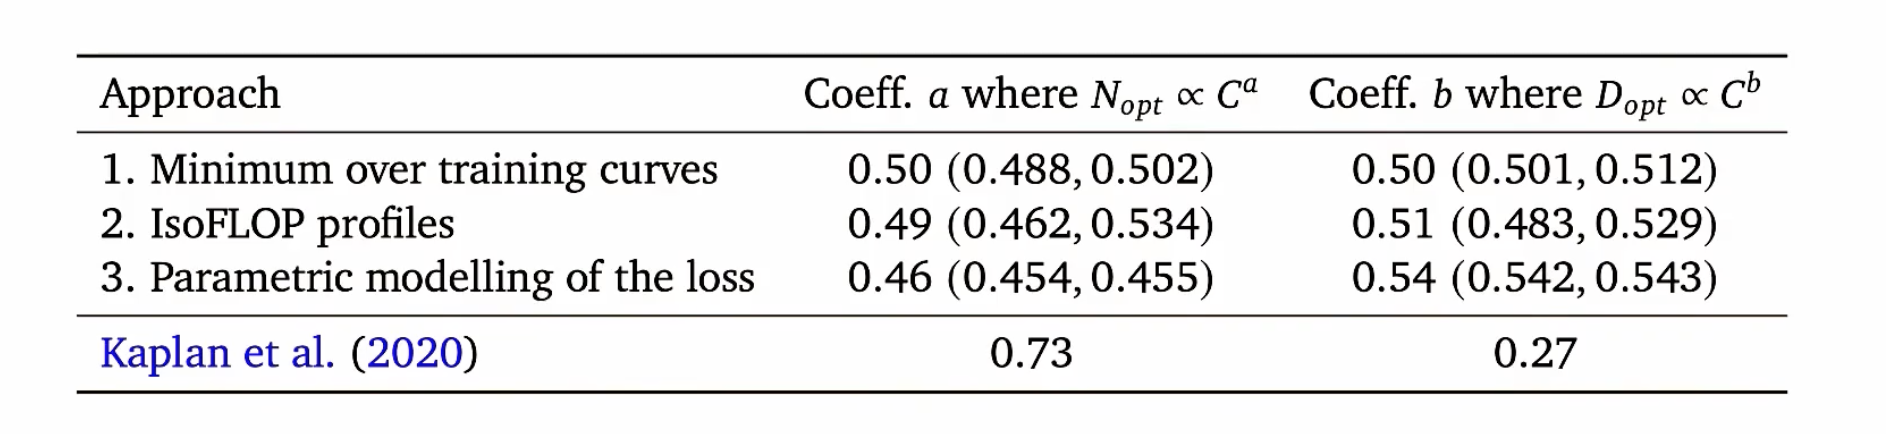 Approach Coeff. a where N_opt ∝ C^a Coeff. b where D_opt ∝ C^b
1. Minimum over training curves 0.50 (0.488, 0.502) 0.50 (0.501, 0.512)
2. IsoFLOP profiles 0.49 (0.462, 0.534) 0.51 (0.483, 0.529)
3. Parametric modelling of the loss 0.46 (0.454, 0.455) 0.54 (0.542, 0.543)
Kaplan et al. (2020) 0.73 0.27